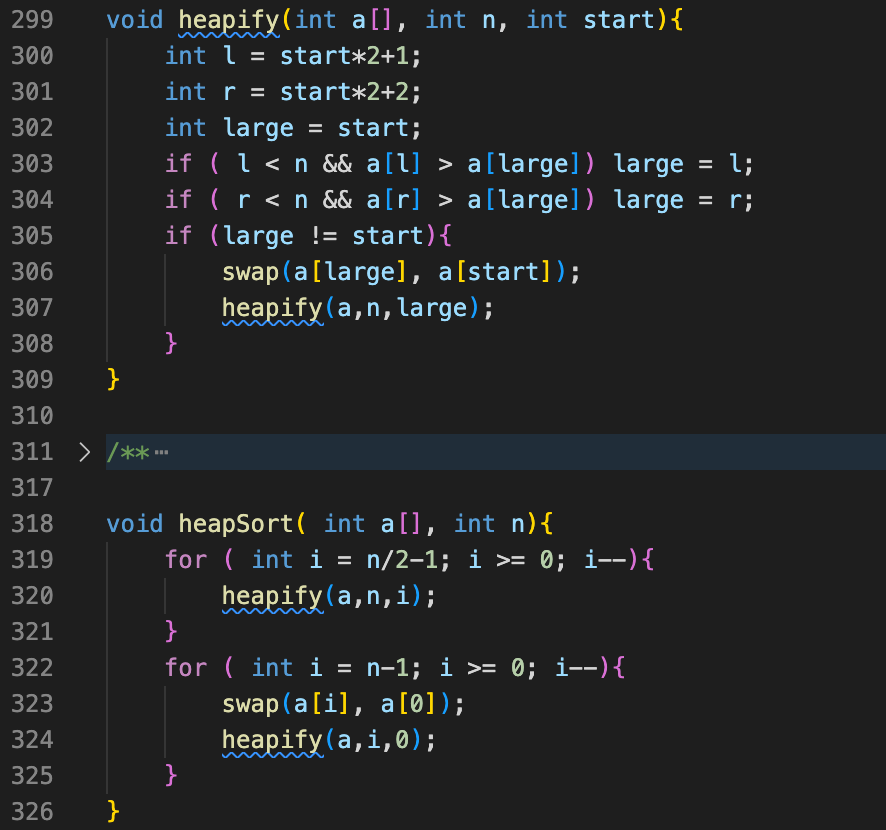 299 void heapify(int a[], int n, int start){
300     int l = start*2+1;
301     int r = start*2+2;
302     int large = start;
303     if ( l < n && a[l] > a[large]) large = l;
304     if ( r < n && a[r] > a[large]) large = r;
305     if (large != start){
306         swap(a[large], a[start]);
307         heapify(a,n,large);
308     }
309 }
310
311 > /** ⋯
317
318 void heapSort( int a[], int n){
319     for ( int i = n/2-1; i >= 0; i--){
320         heapify(a,n,i);
321     }
322     for ( int i = n-1; i >= 0; i--){
323         swap(a[i], a[0]);
324         heapify(a,i,0);
325     }
326 }